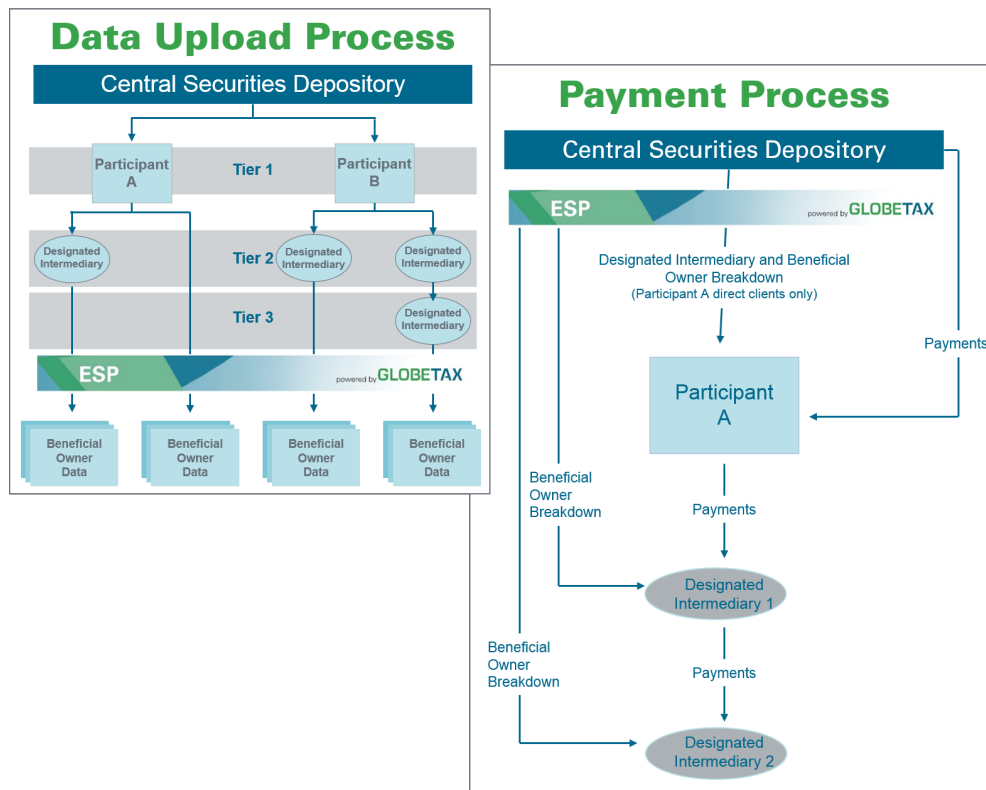 Data Upload Process
Central Securities Depository
Participant
A
Tier 1
Participant
B
Designated
Intermediary
Tier 2
Designated
Intermediary
Designated
Intermediary
Tier 3
Designated
Intermediary
ESP
powered by GLOBETAX
Beneficial
Owner
Data
Beneficial
Owner
Data
Beneficial
Owner
Data
Beneficial
Owner
Data
Payment Process
Central Securities Depository
ESP
powered by GLOBETAX
Designated Intermediary and Beneficial
Owner Breakdown
(Participant A direct clients only)
Payments
Participant
A
Beneficial
Owner
Breakdown
Payments
Designated
Intermediary 1
Beneficial
Owner
Breakdown
Payments
Designated
Intermediary 2